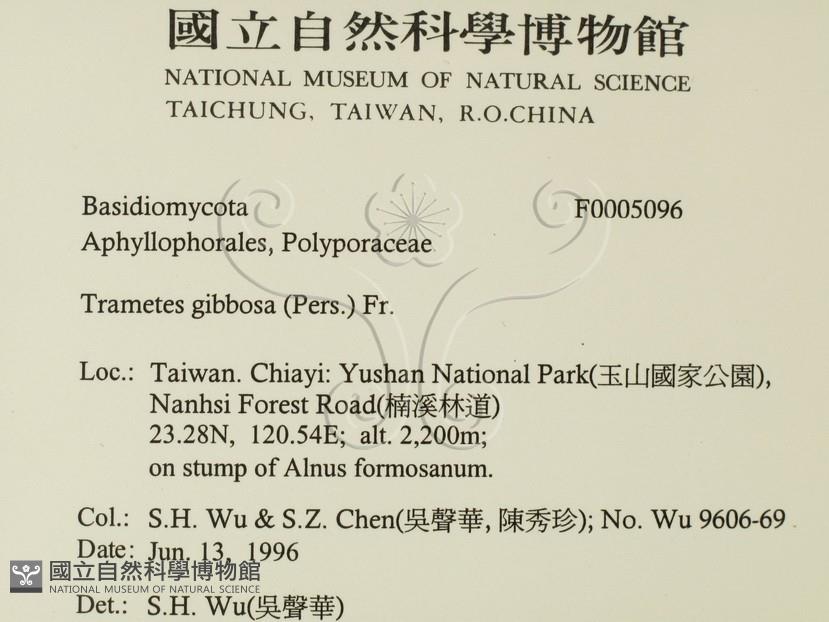 國立自然科學博物館
NATIONAL MUSEUM OF NATURAL SCIENCE
TAICHUNG, TAIWAN, R.O.CHINA
Basidiomycota F0005096
Aphyllophorales, Polyporaceae
Trametes gibbosa (Pers.) Fr.
Loc.: Taiwan. Chiayi: Yushan National Park(玉山國家公園),
Nanhsi Forest Road(楠溪林道)
23.28N, 120.54E; alt. 2,200m;
on stump of Alnus formosanum.
Col.: S.H. Wu & S.Z. Chen(吳聲華, 陳秀珍); No. Wu 9606-69
Date: Jun. 13, 1996
國立自然科學博物館
NATIONAL MUSEUM OF NATURAL SCIENCE
Det.: S.H. Wu(吳聲華)